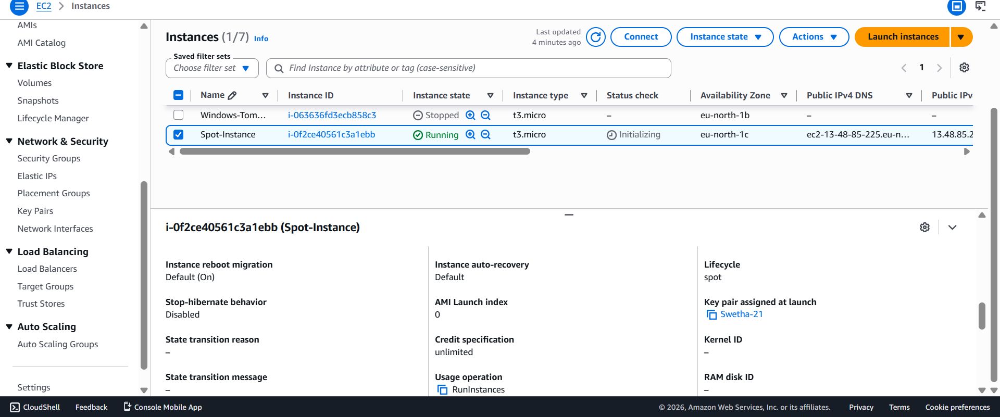 EC2 > Instances
AMIs
AMI Catalog
Elastic Block Store
Volumes
Snapshots
Lifecycle Manager
Network & Security
Security Groups
Elastic IPs
Placement Groups
Key Pairs
Network Interfaces
Load Balancing
Load Balancers
Target Groups
Trust Stores
Auto Scaling
Auto Scaling Groups
Settings
Instances (1/7) Info
Last updated
4 minutes ago
Connect
Instance state
Actions
Launch instances
Saved filter sets
Choose filter set
Find Instance by attribute or tag (case-sensitive)
1
Name Instance ID Instance state Instance type Status check Availability Zone Public IPv4 DNS Public IPv
Windows-Tom... i-063636fd3ecb858c3 Stopped t3.micro – eu-north-1b – –
Spot-Instance i-0f2ce40561c3a1ebb Running t3.micro Initializing eu-north-1c ec2-13-48-85-225.eu-n... 13.48.85.2
i-0f2ce40561c3a1ebb (Spot-Instance)
Instance reboot migration
Default (On)
Instance auto-recovery
Default
Lifecycle
spot
Stop-hibernate behavior
Disabled
AMI Launch index
0
Key pair assigned at launch
Swetha-21
State transition reason
–
Credit specification
unlimited
Kernel ID
–
State transition message
–
Usage operation
RunInstances
RAM disk ID
–
CloudShell Feedback Console Mobile App © 2026, Amazon Web Services, Inc. or its affiliates. Privacy Terms Cookie preferences